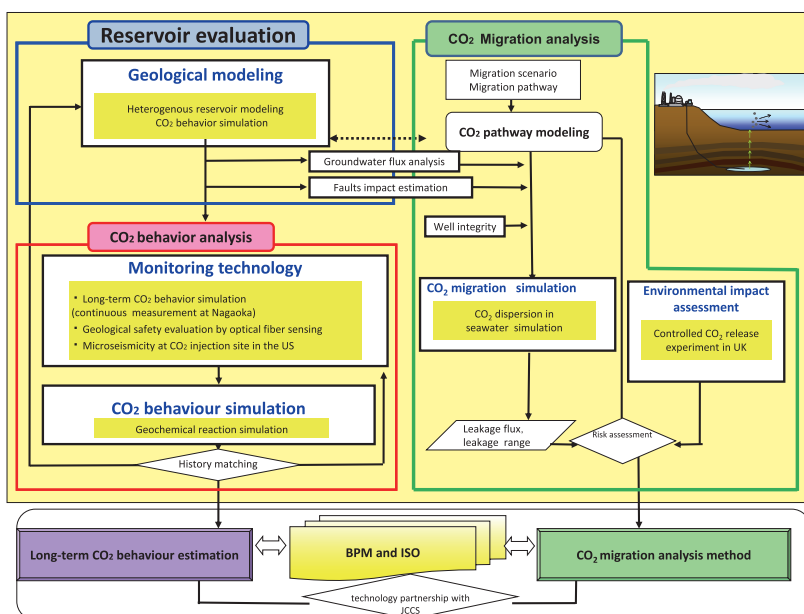 Reservoir evaluation
Geological modeling
Heterogenous reservoir modeling
CO₂ behavior simulation
Groundwater flux analysis
Faults impact estimation
CO₂ Migration analysis
Migration scenario
Migration pathway
CO₂ pathway modeling
Well integrity
CO₂ migration simulation
CO₂ dispersion in
seawater simulation
Environmental impact
assessment
Controlled CO₂ release
experiment in UK
Leakage flux,
leakage range
Risk assessment
CO₂ behavior analysis
Monitoring technology
・Long-term CO₂ behavior simulation
(continuous measurement at Nagaoka)
・Geological safety evaluation by optical fiber sensing
・Microseismicity at CO₂ injection site in the US
CO₂ behaviour simulation
Geochemical reaction simulation
History matching
Long-term CO₂ behaviour estimation
BPM and ISO
CO₂ migration analysis method
technology partnership with
JCCS